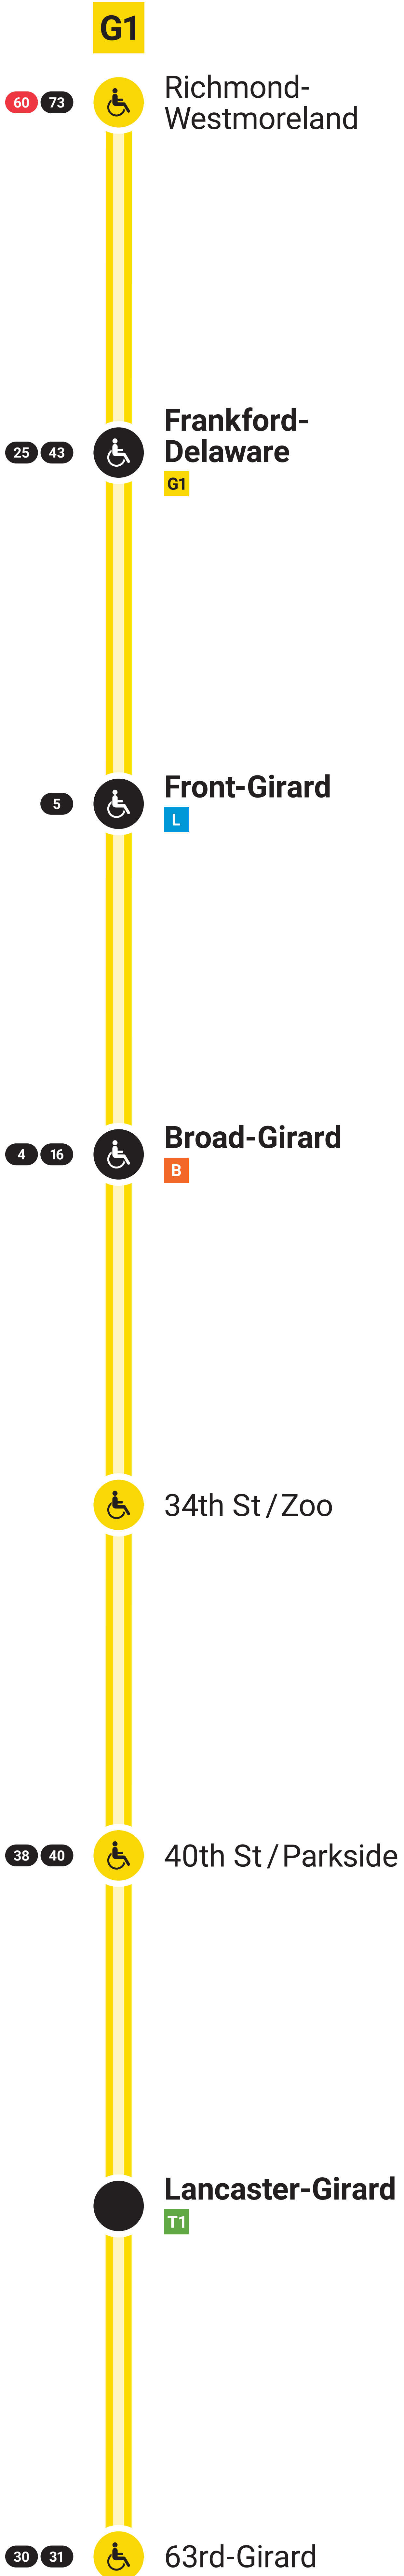 G1
60 73
Richmond-
Westmoreland
25 43
Frankford-
Delaware
G1
5
Front-Girard
L
4 16
Broad-Girard
B
34th St / Zoo
38 40
40th St / Parkside
Lancaster-Girard
T1
30 31
63rd-Girard